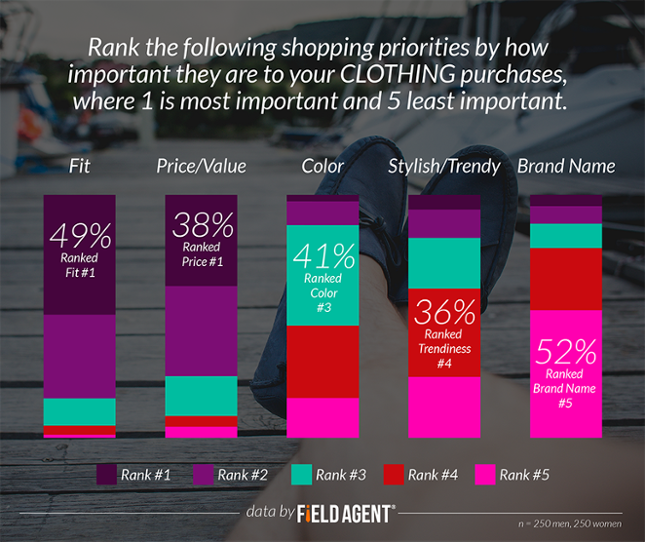 Rank the following shopping priorities by how
important they are to your CLOTHING purchases,
where 1 is most important and 5 least important.
Fit Price/Value Color Stylish/Trendy Brand Name
49%
Ranked
Fit #1
38%
Ranked
Price #1
41%
Ranked
Color
#3
36%
Ranked
Trendiness
#4
52%
Ranked
Brand Name
#5
Rank #1 Rank #2 Rank #3 Rank #4 Rank #5
data by FiELD AGENT®
n = 250 men, 250 women